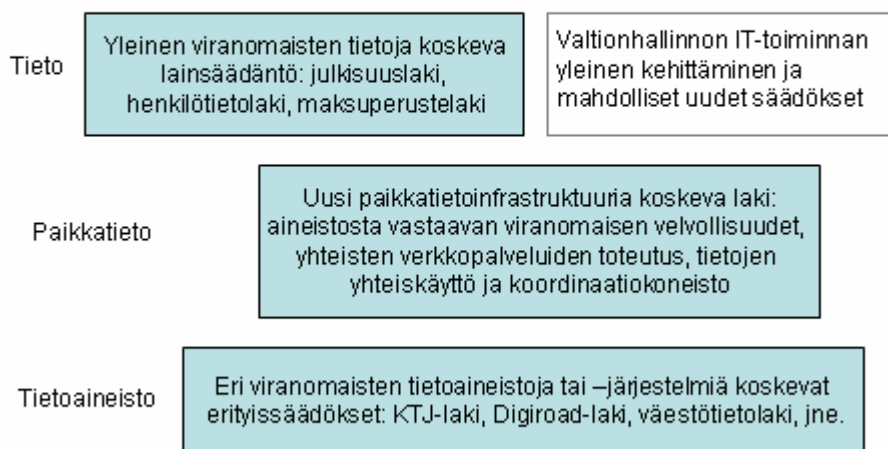 Tieto
Yleinen viranomaisten tietoja koskeva
lainsäädäntö: julkisuuslaki,
henkilötietolaki, maksuperustelaki
Valtionhallinnon IT-toiminnan
yleinen kehittäminen ja
mahdolliset uudet säädökset
Paikkatieto
Uusi paikkatietoinfrastruktuuria koskeva laki:
aineistosta vastaavan viranomaisen velvollisuudet,
yhteisten verkkopalveluiden toteutus, tietojen
yhteiskäyttö ja koordinaatiokoneisto
Tietoaineisto
Eri viranomaisten tietoaineistoja tai –järjestelmiä koskevat
erityissäädökset: KTJ-laki, Digiroad-laki, väestötietolaki, jne.